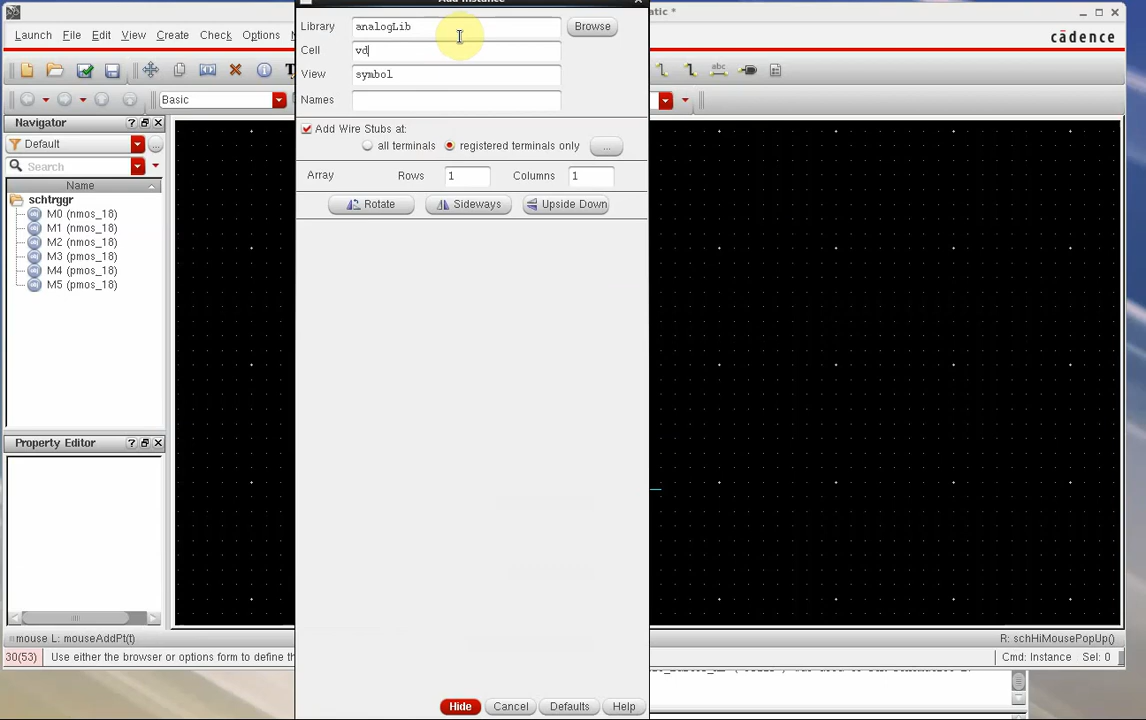 Add Instance
atic *
Library analogLib Browse
Launch File Edit View Create Check Options
cādence
Cell vd
View symbol
abc
Names
Basic
Navigator
Add Wire Stubs at:
Default
all terminals registered terminals only ...
Search
Array Rows 1 Columns 1
Name
schtrggr
Rotate Sideways Upside Down
M0 (nmos_18)
M1 (nmos_18)
M2 (nmos_18)
M3 (pmos_18)
M4 (pmos_18)
M5 (pmos_18)
Property Editor
mouse L: mouseAddPt(t)
R: schHiMousePopUp()
30(53) Use either the browser or options form to define th
Cmd: Instance Sel: 0
Hide Cancel Defaults Help